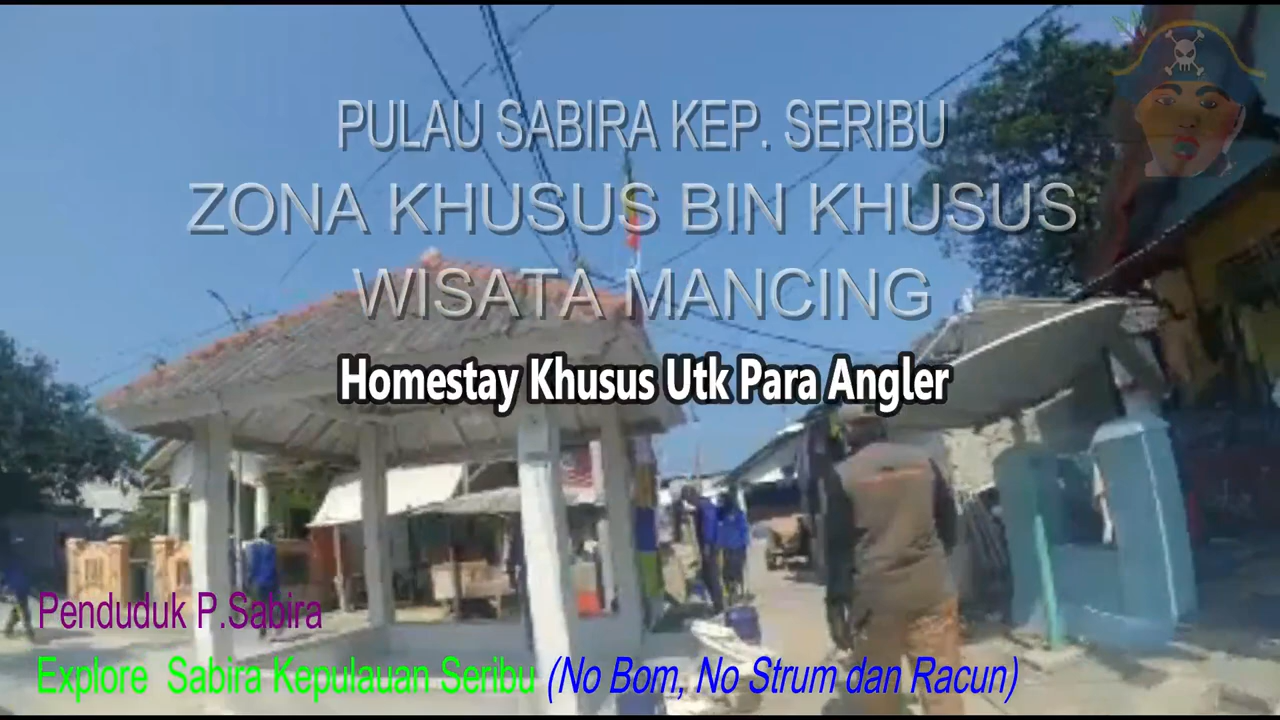 PULAU SABIRA KEP. SERIBU
ZONA KHUSUS BIN KHUSUS
WISATA MANCING
Homestay Khusus Utk Para Angler
Penduduk P.Sabira
Explore Sabira Kepulauan Seribu (No Bom, No Strum dan Racun)